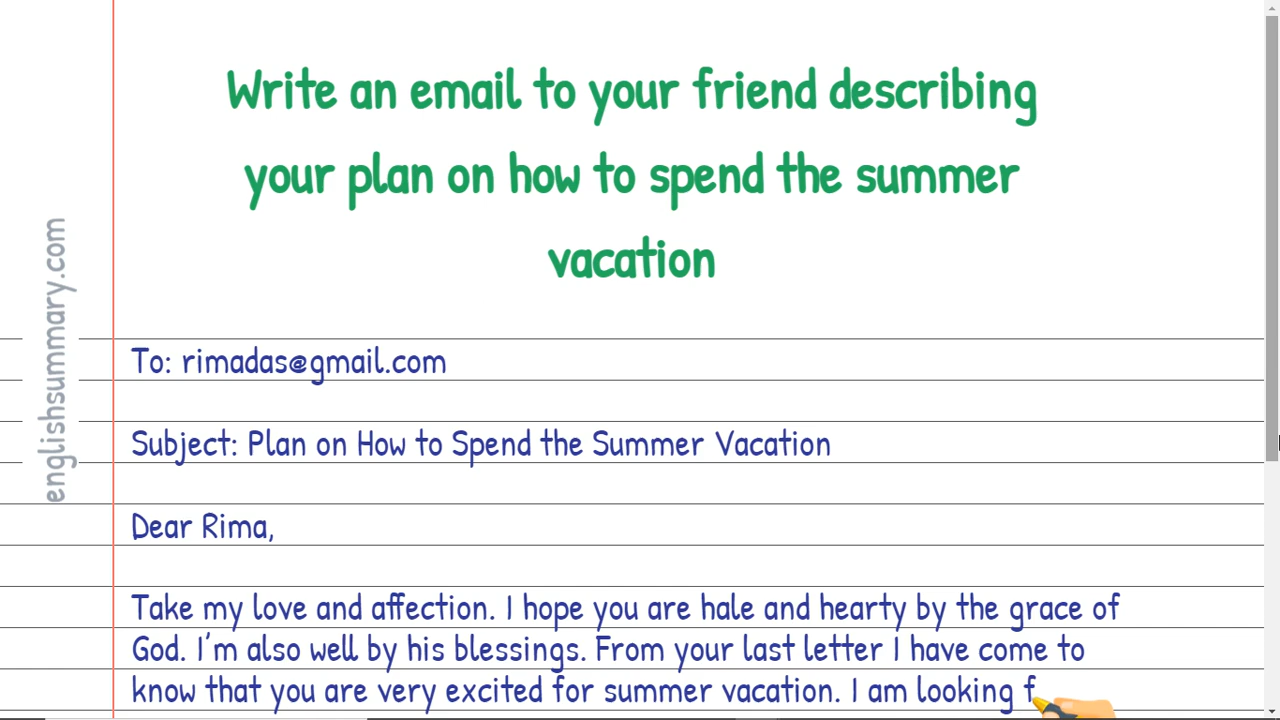 Write an email to your friend describing
your plan on how to spend the summer
vacation
englishsummary.com
To: rimadas@gmail.com
Subject: Plan on How to Spend the Summer Vacation
Dear Rima,
Take my love and affection. I hope you are hale and hearty by the grace of
God. I'm also well by his blessings. From your last letter I have come to
know that you are very excited for summer vacation. I am looking f